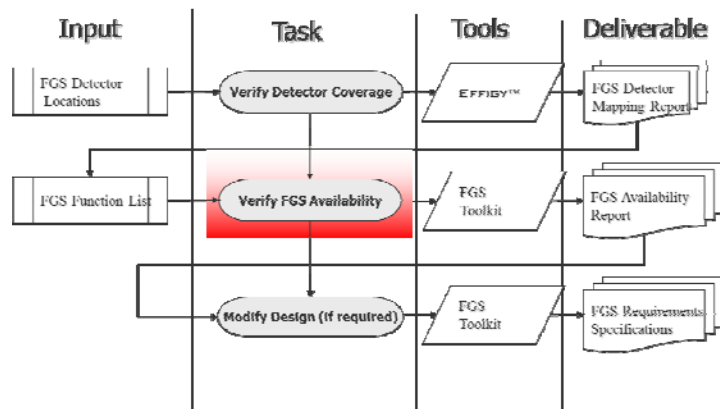 Input
Task
Tools
Deliverable
FGS Detector
Locations
Verify Detector Coverage
EFFIGY™
FGS Detector
Mapping Report
FGS Function List
Verify FGS Availability
FGS
Toolkit
FGS Availability
Report
Modify Design (if required)
FGS
Toolkit
FGS Requirements
Specifications